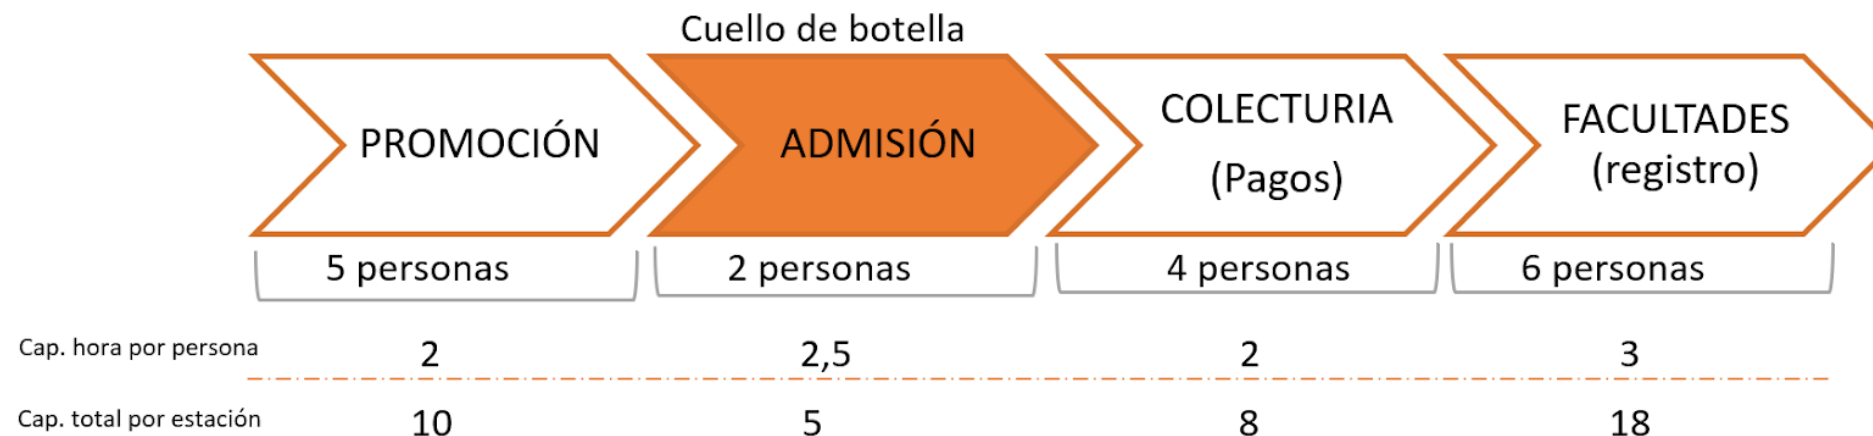 Cuello de botella
PROMOCIÓN
ADMISIÓN
COLECTURIA
(Pagos)
FACULTADES
(registro)
5 personas
2 personas
4 personas
6 personas
Cap. hora por persona 2 2,5 2 3
Cap. total por estación 10 5 8 18